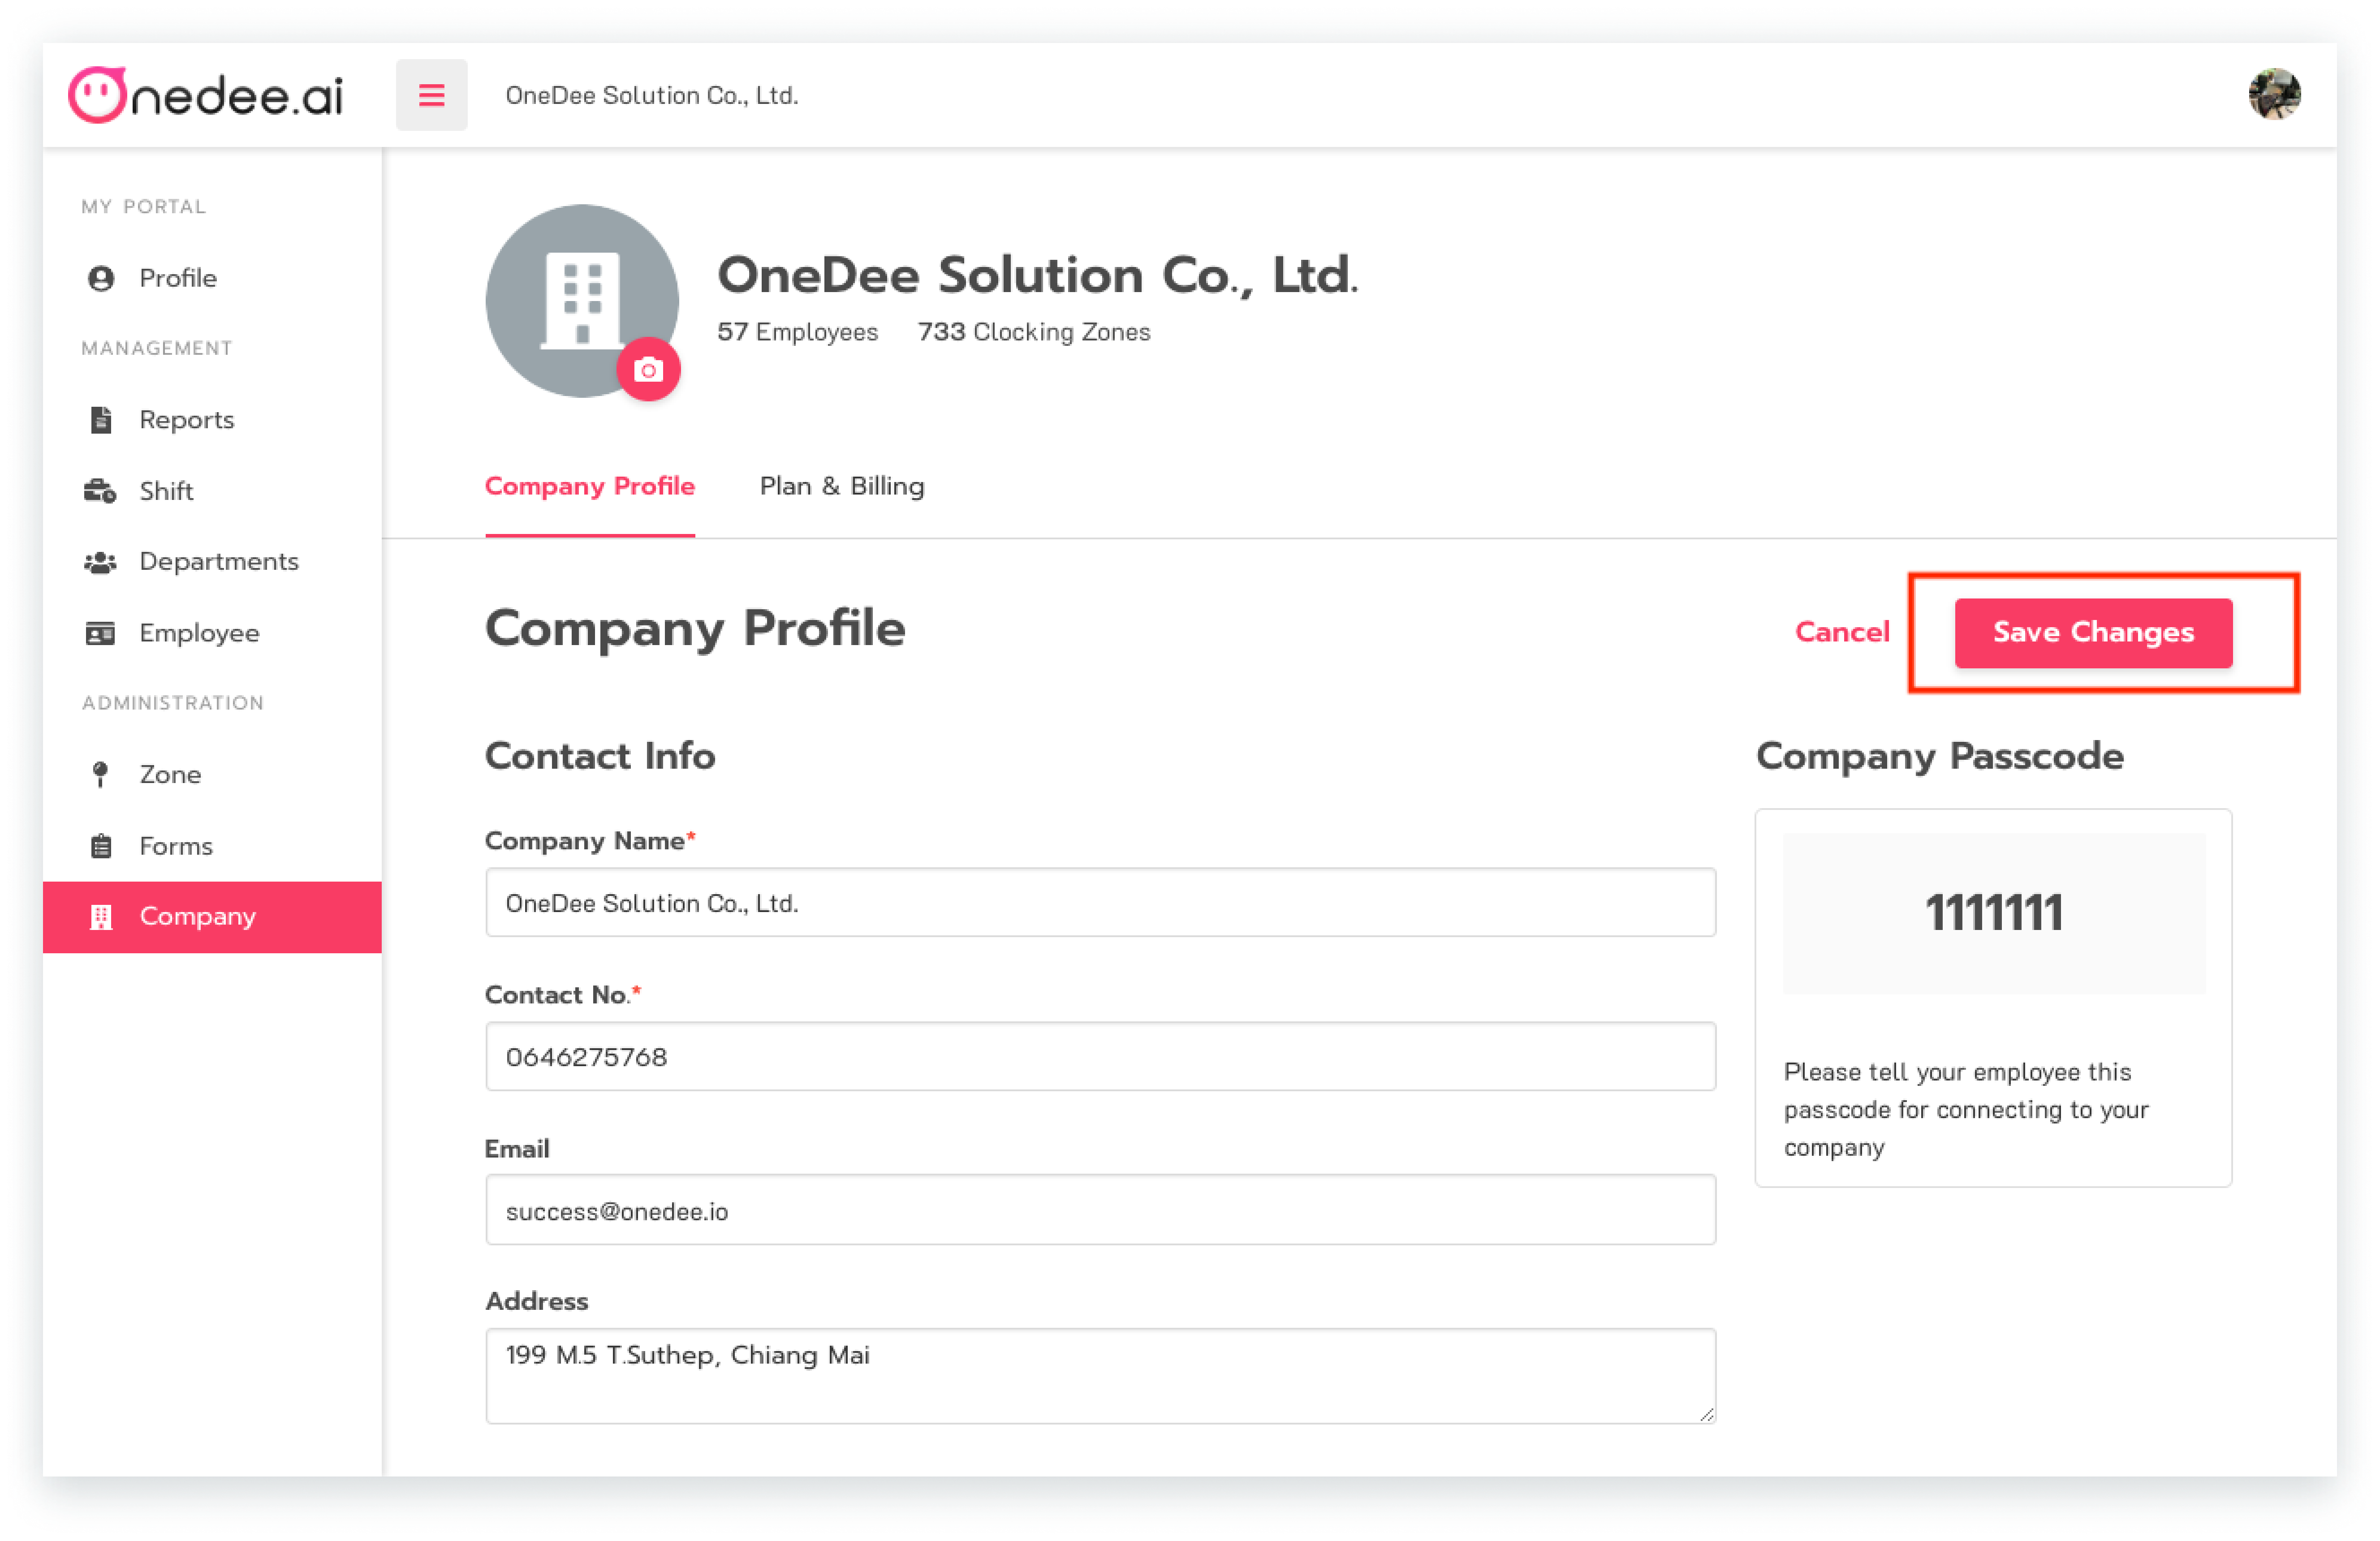 Onedee.ai
OneDee Solution Co., Ltd.
MY PORTAL
Profile
MANAGEMENT
Reports
Shift
Departments
Employee
ADMINISTRATION
Zone
Forms
Company
OneDee Solution Co., Ltd.
57 Employees 733 Clocking Zones
Company Profile Plan & Billing
Company Profile
Cancel Save Changes
Contact Info
Company Name*
OneDee Solution Co., Ltd.
Contact No.*
0646275768
Email
success@onedee.io
Address
199 M.5 T.Suthep, Chiang Mai
Company Passcode
1111111
Please tell your employee this
passcode for connecting to your
company